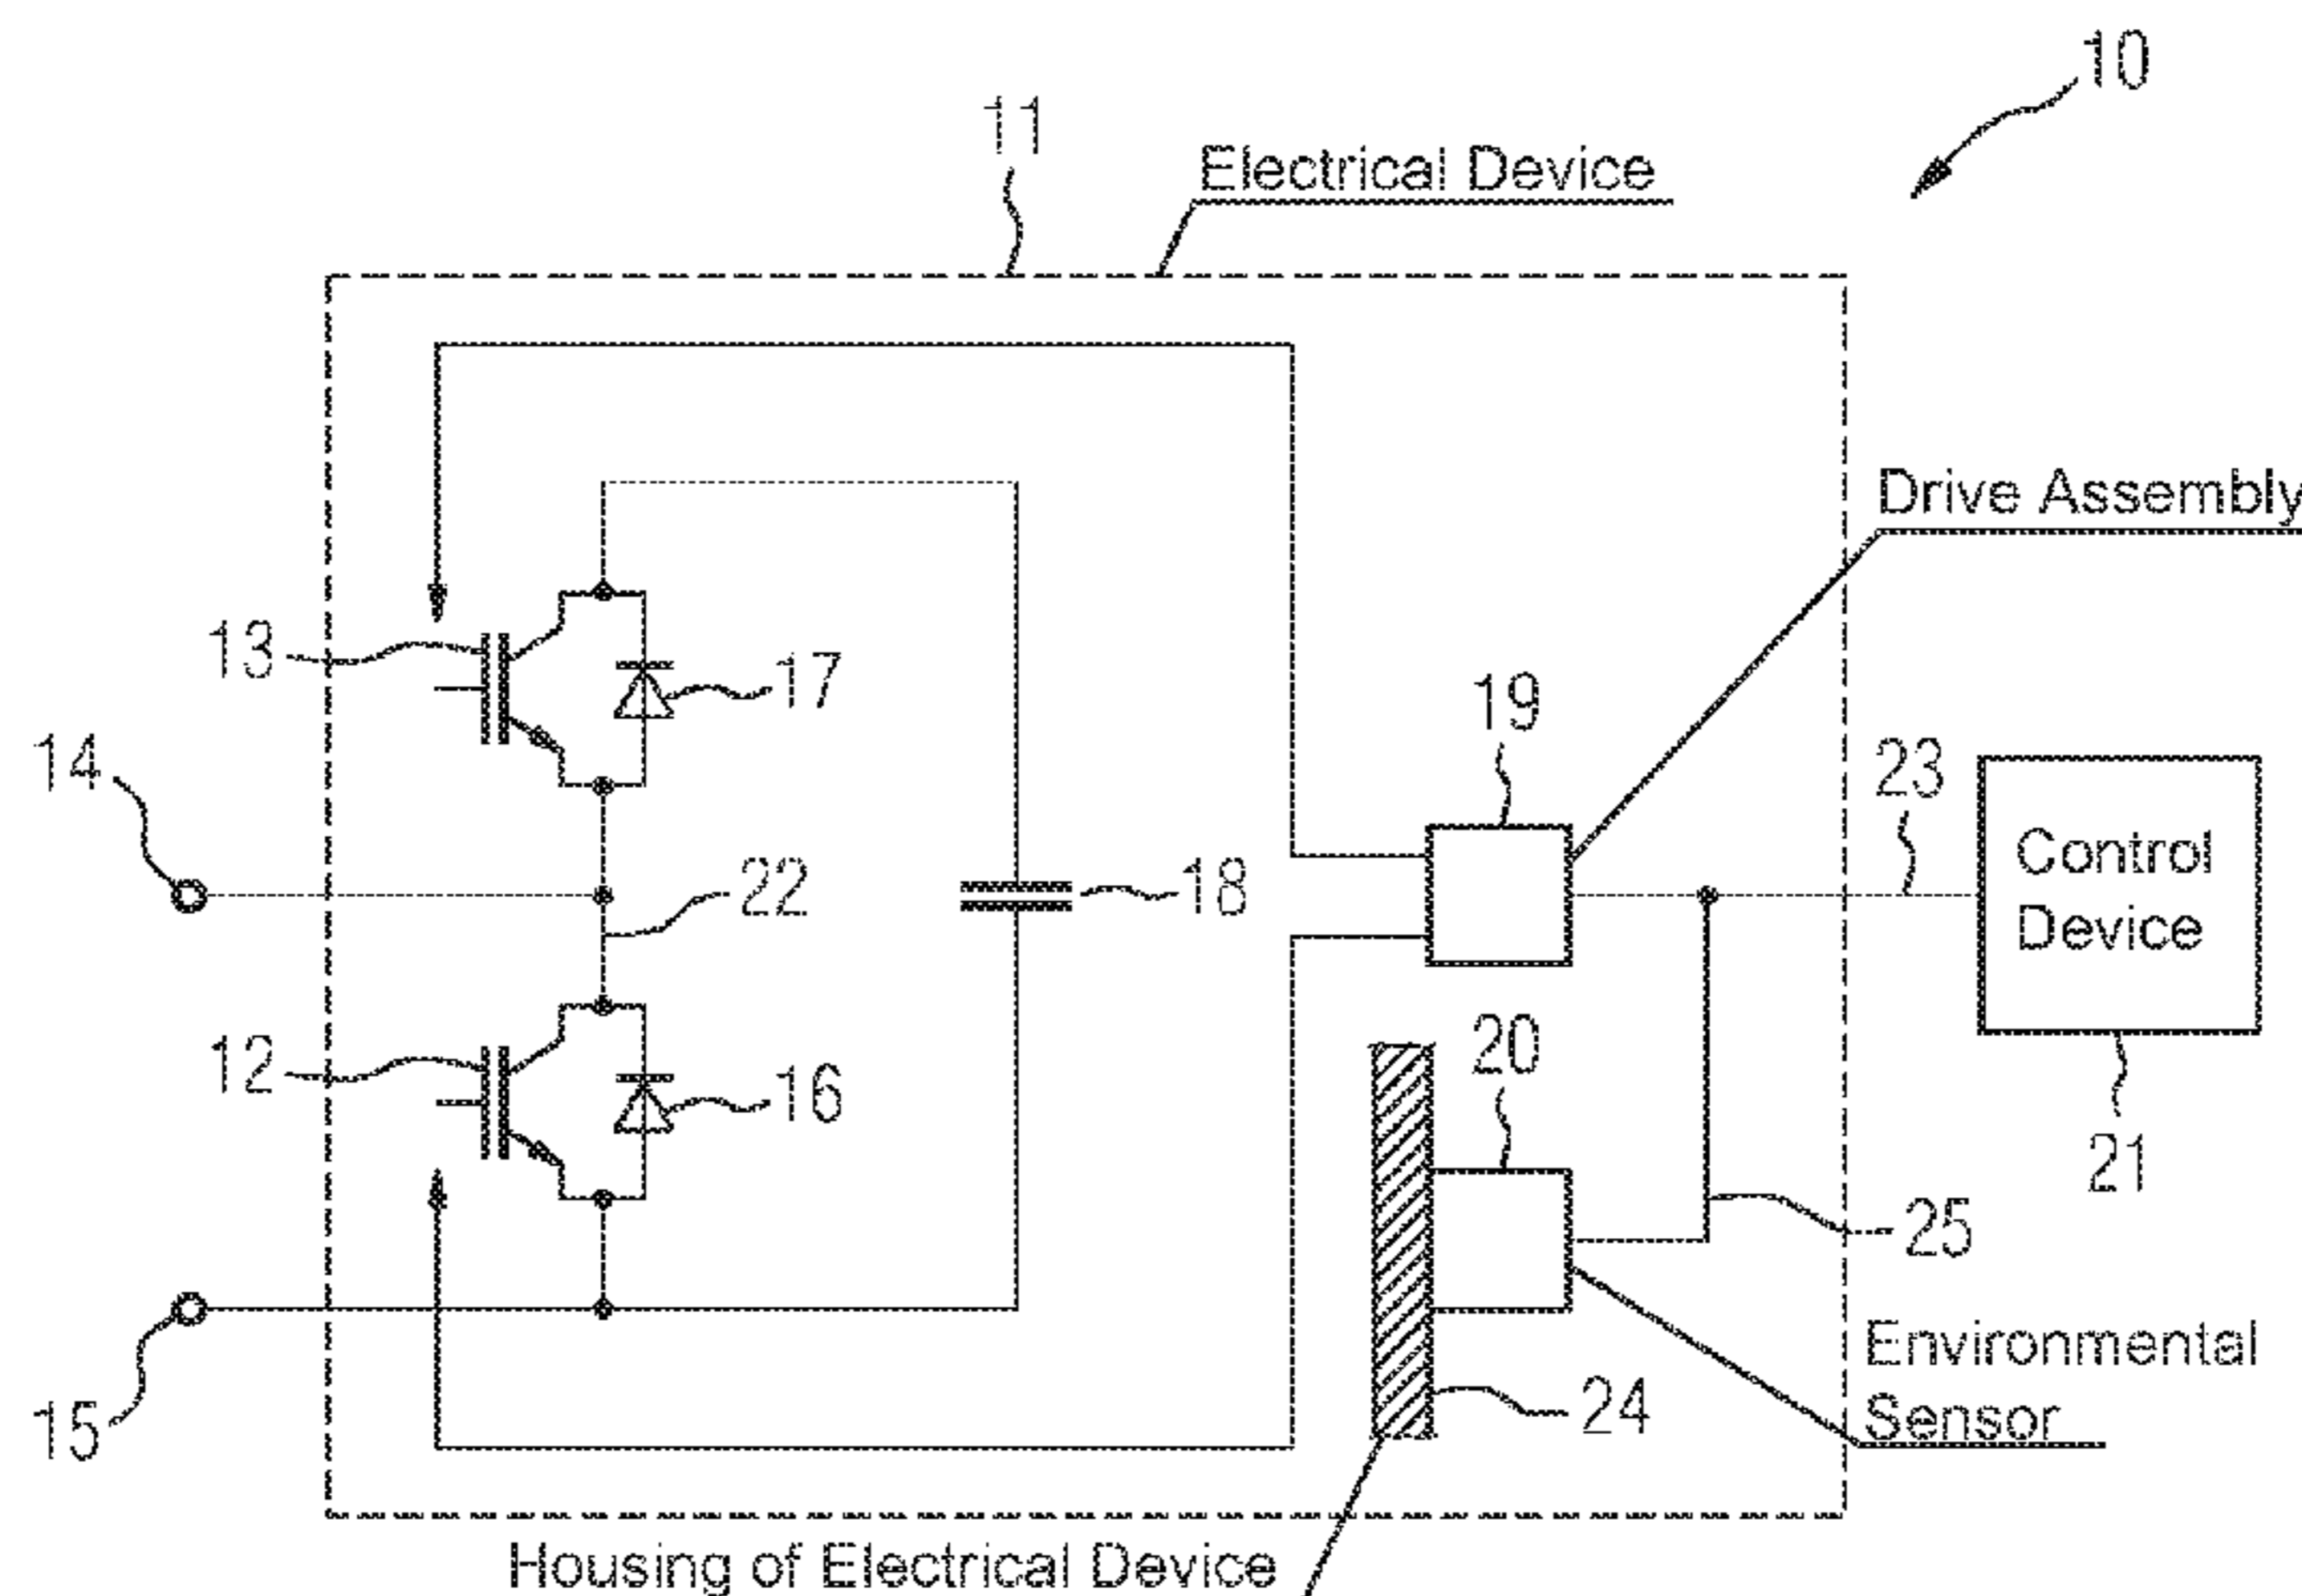 10
11
Electrical Device
Drive Assembly
13
17
19
14
23
Control
Device
22
18
12
16
20
21
25
Environmental
Sensor
15
24
Housing of Electrical Device